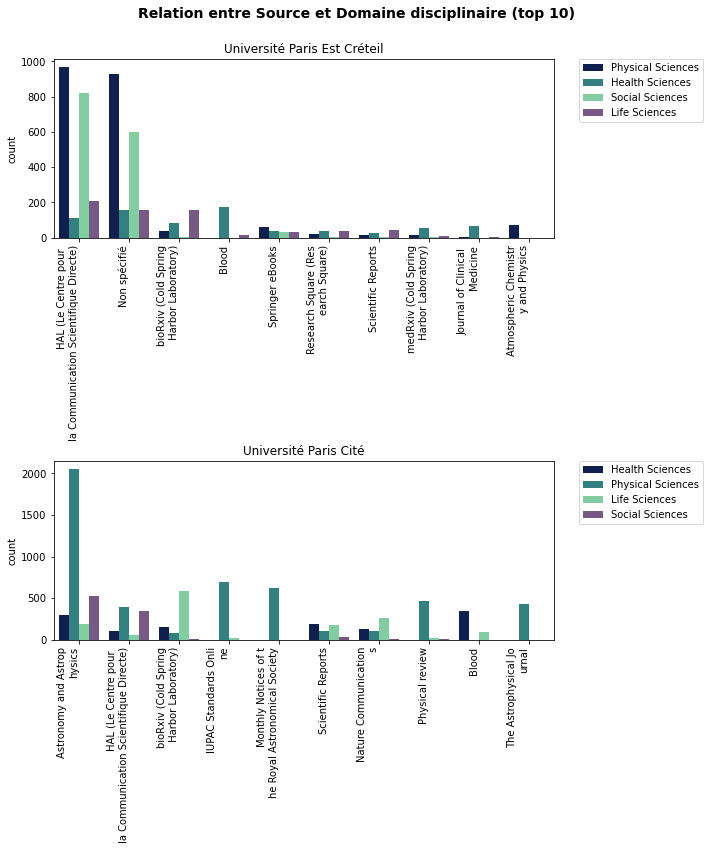 Relation entre Source et Domaine disciplinaire (top 10)
Université Paris Est Créteil
1000
800
600
400
200
0
count
Physical Sciences
Health Sciences
Social Sciences
Life Sciences
HAL (Le Centre pour
la Communication Scientifique Directe)
Non spécifié
bioRxiv (Cold Spring
Harbor Laboratory)
Blood
Springer eBooks
Research Square (Res
earch Square)
Scientific Reports
medRxiv (Cold Spring
Harbor Laboratory)
Journal of Clinical
Medicine
Atmospheric Chemistr
y and Physics
Université Paris Cité
2000
1500
1000
500
0
count
Health Sciences
Physical Sciences
Life Sciences
Social Sciences
Astronomy and Astrop
hysics
HAL (Le Centre pour
la Communication Scientifique Directe)
bioRxiv (Cold Spring
Harbor Laboratory)
IUPAC Standards Onli
ne
Monthly Notices of t
he Royal Astronomical Society
Scientific Reports
Nature Communication
s
Physical review
Blood
The Astrophysical Jo
urnal